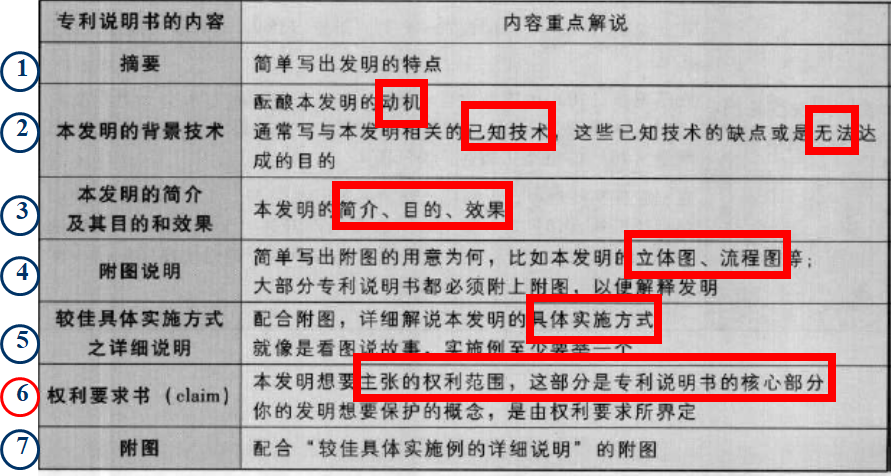 专利说明书的内容 内容重点解说
1 摘要 简单写出发明的特点
酝酿本发明的动机
2 本发明的背景技术 通常写与本发明相关的已知技术，这些已知技术的缺点或是无法达
成的目的
本发明的简介
3 及其目的和效果 本发明的简介、目的、效果
简单写出附图的用意为何，比如本发明的立体图、流程图等；
4 附图说明 大部分专利说明书都必须附上附图，以便解释发明
较佳具体实施方式 配合附图，详细解说本发明的具体实施方式
5 之详细说明 就像是看图说故事，实施例至少要举一个
本发明想要主张的权利范围，这部分是专利说明书的核心部分
6 权利要求书（claim） 你的发明想要保护的概念，是由权利要求所界定
7 附图 配合“较佳具体实施例的详细说明”的附图